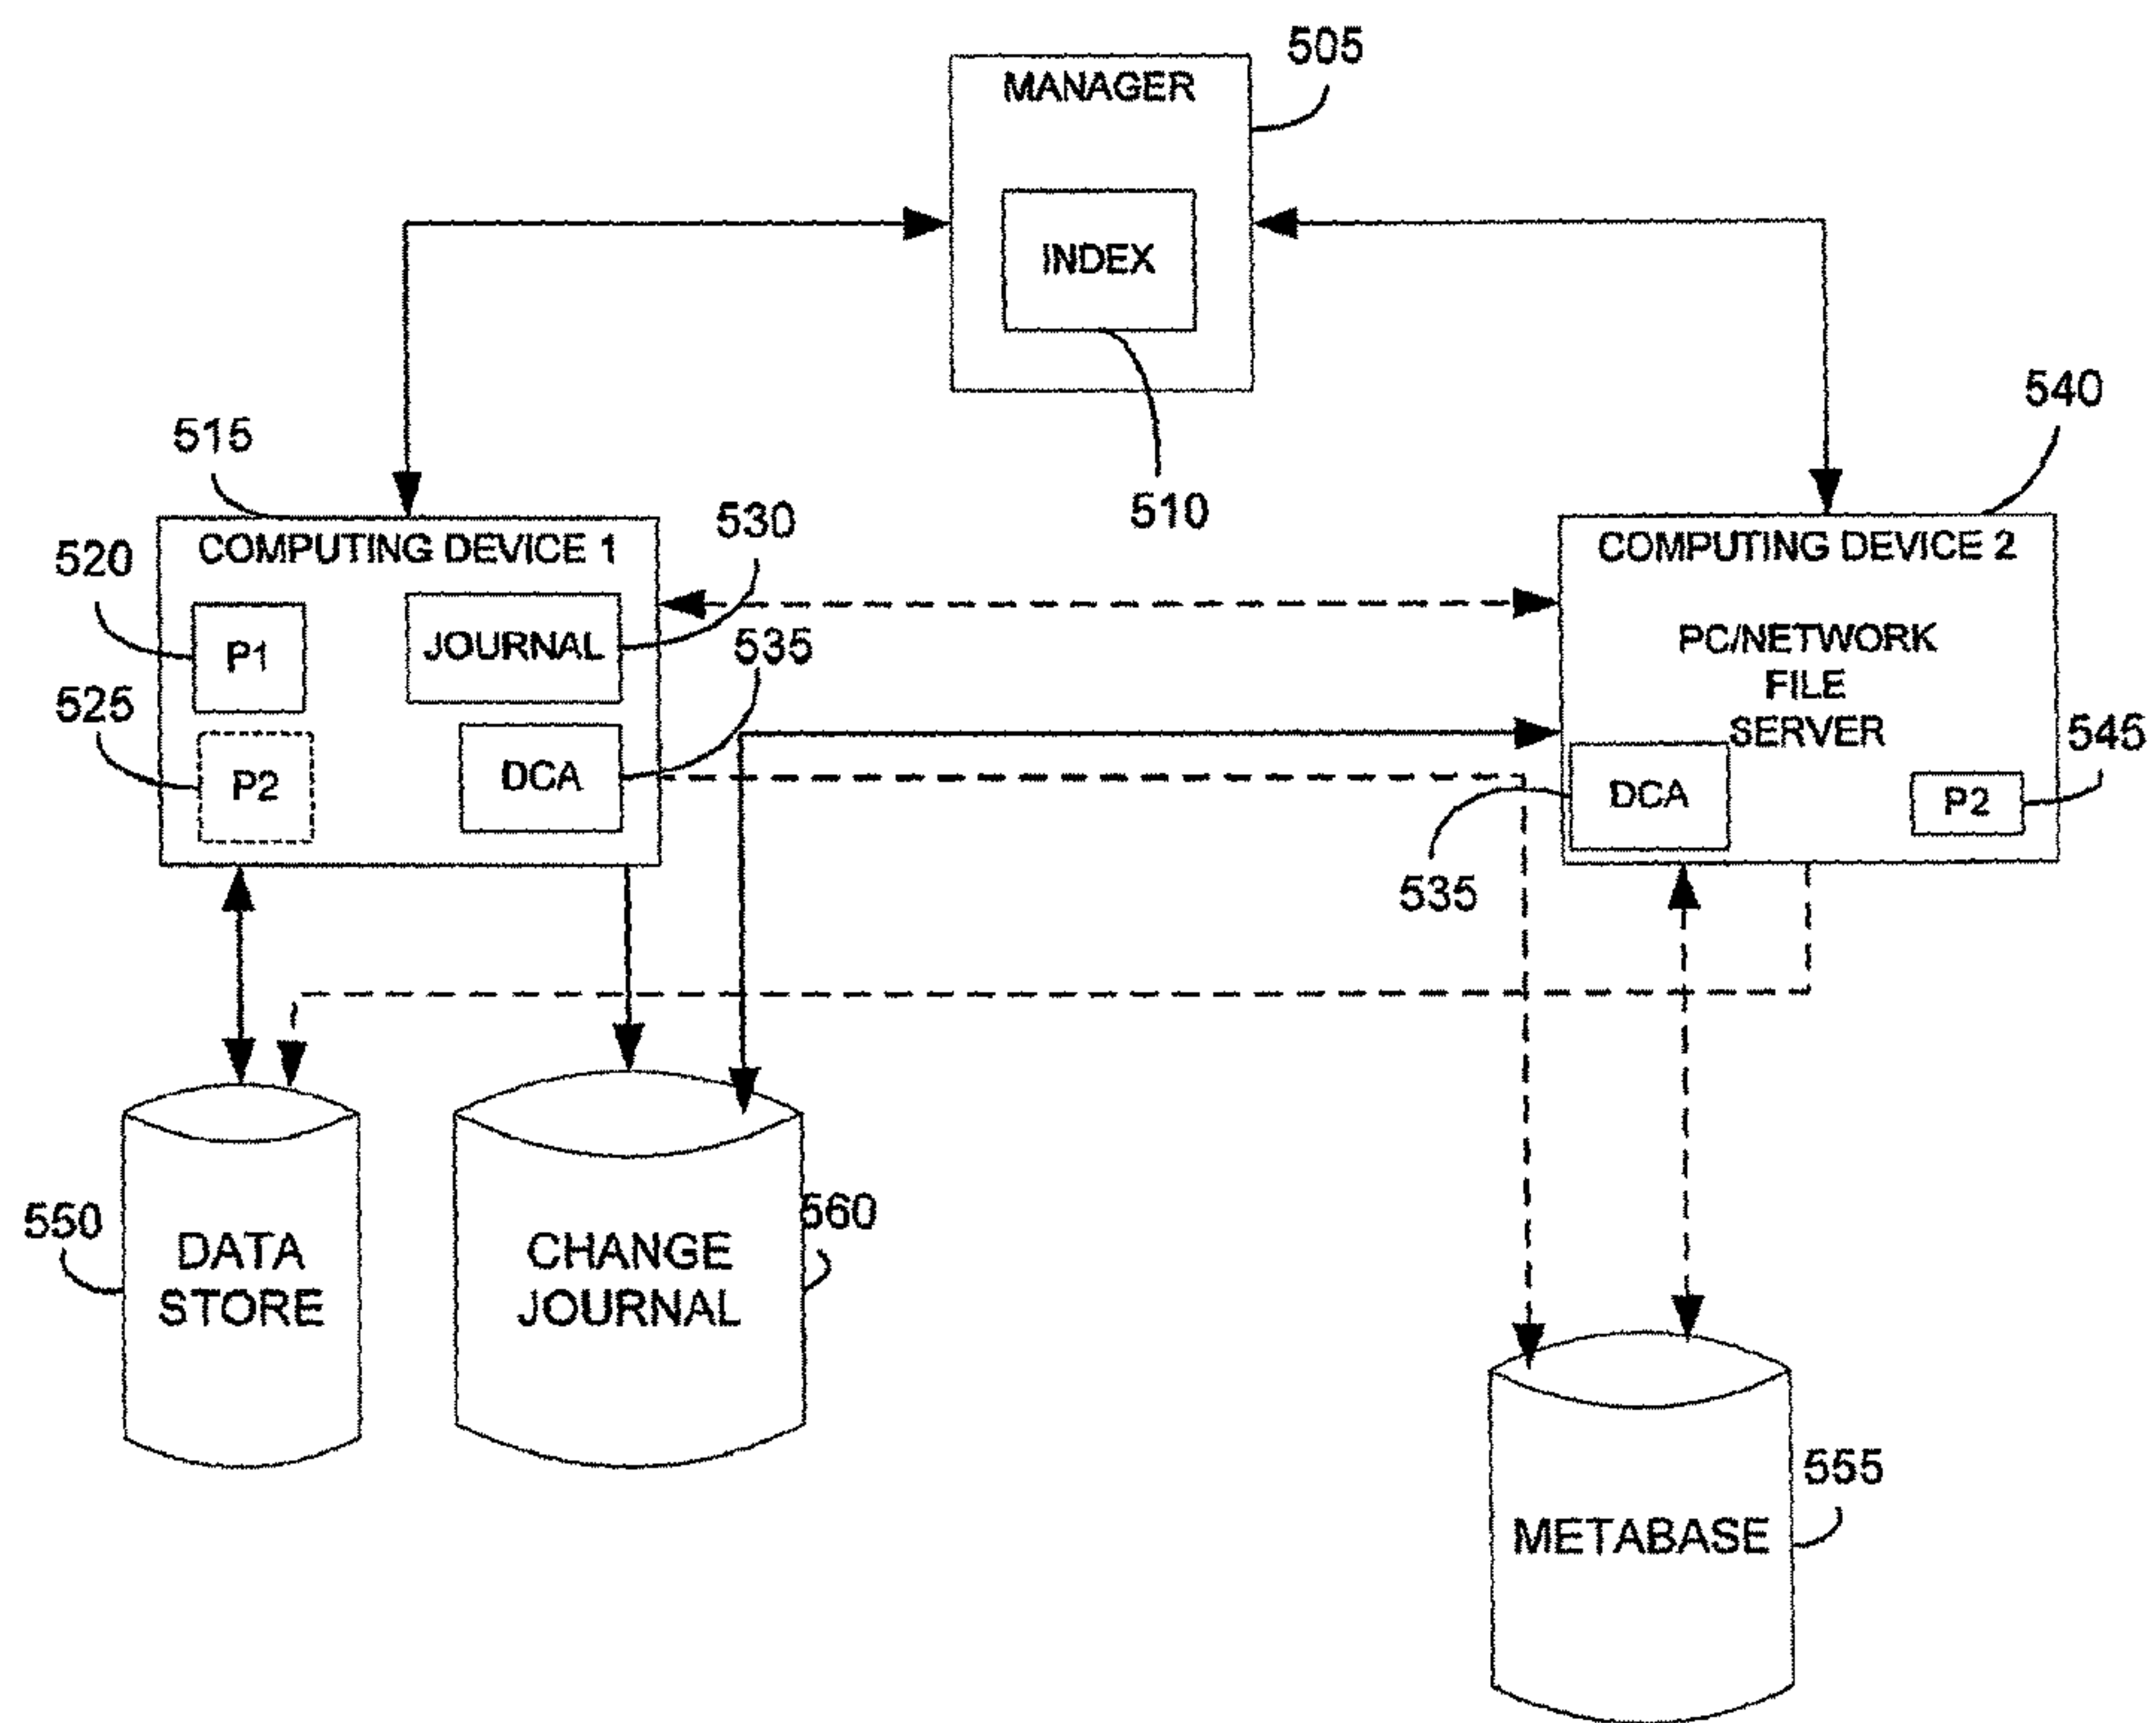 505
MANAGER
INDEX
510
515
540
COMPUTING DEVICE 1
530
COMPUTING DEVICE 2
520
P1
JOURNAL
535
PC/NETWORK
FILE
SERVER
525
P2
DCA
DCA
P2
545
535
550
DATA
STORE
CHANGE
JOURNAL
560
METABASE
555